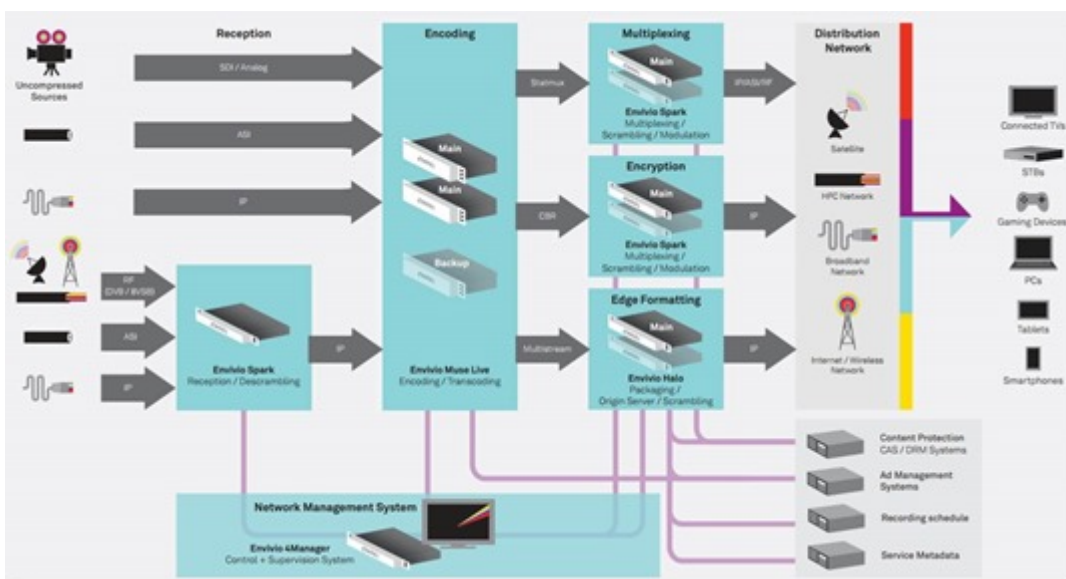 Reception
Encoding
Multiplexing
Distribution
Network
Uncompressed
Sources
SDI / Analog
ASI
IP
RF
(DVB / 8VSB)
ASI
IP
Envivio Spark
Reception / Descrambling
IP
Main
Main
Backup
Envivio Muse Live
Encoding / Transcoding
Statmux
CBR
Multistream
Main
Envivio Spark
Multiplexing /
Scrambling / Modulation
Encryption
Main
Envivio Spark
Multiplexing /
Scrambling / Modulation
Edge Formatting
Main
Envivio Halo
Packaging /
Origin Server / Scrambling
IP/ASI/RF
IP
IP
Satellite
HFC Network
Broadband
Network
Internet / Wireless
Network
Connected TVs
STBs
Gaming Devices
PCs
Tablets
Smartphones
Content Protection
CAS / DRM Systems
Ad Management
Systems
Recording schedule
Service Metadata
Network Management System
Envivio 4Manager
Control + Supervision System